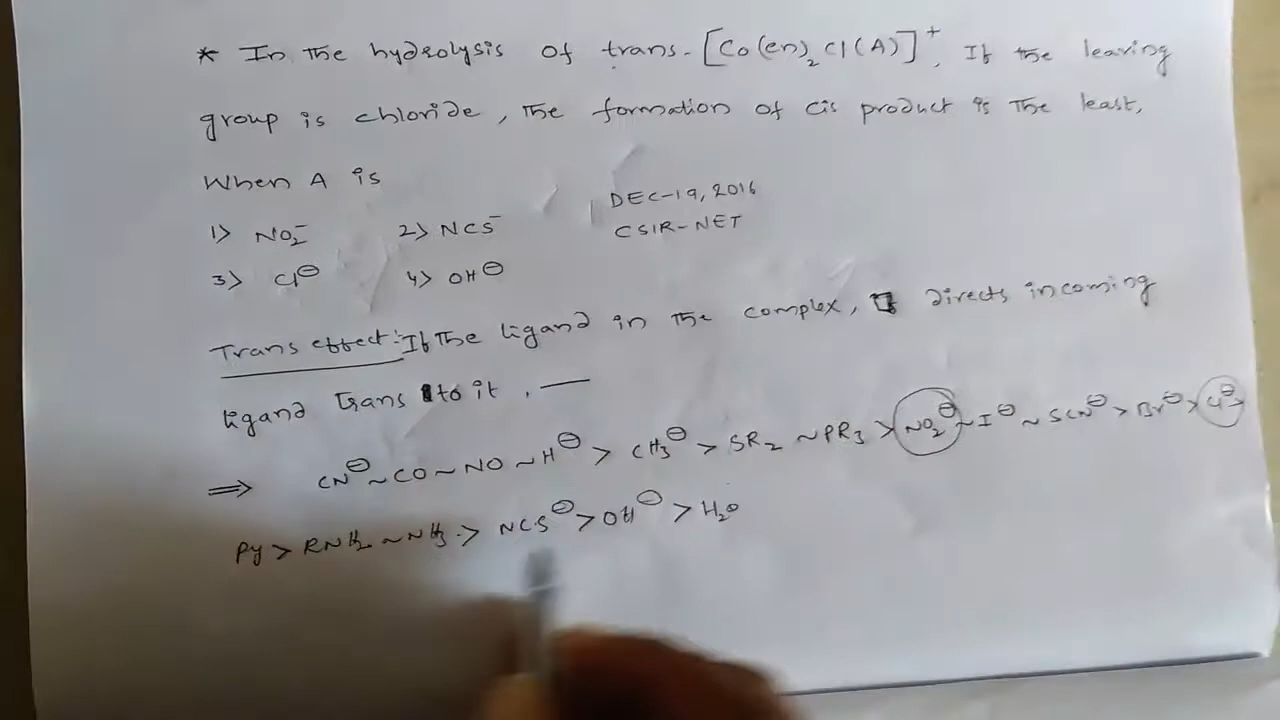 * In the hydrolysis of trans-[Co(en)₂Cl(A)]⁺, If the leaving
group is chloride, the formation of cis product is the least,
When A is
1> NO₂⁻ 2> NCS⁻
DEC-19, 2016
CSIR-NET
3> Cl⊖ 4> OH⊖
Trans effect: If the ligand in the complex, directs incoming
ligand trans to it, —
⇒ CN⊖ ~ CO ~ NO ~ H⊖ > CH₃⊖ > SR₂ ~ PR₃ > NO₂⊖ ~ I⊖ ~ SCN⊖ > Br⊖ > Cl⊖ >
Py > RNH₂ ~ NH₃ > NCS⊖ > OH⊖ > H₂O